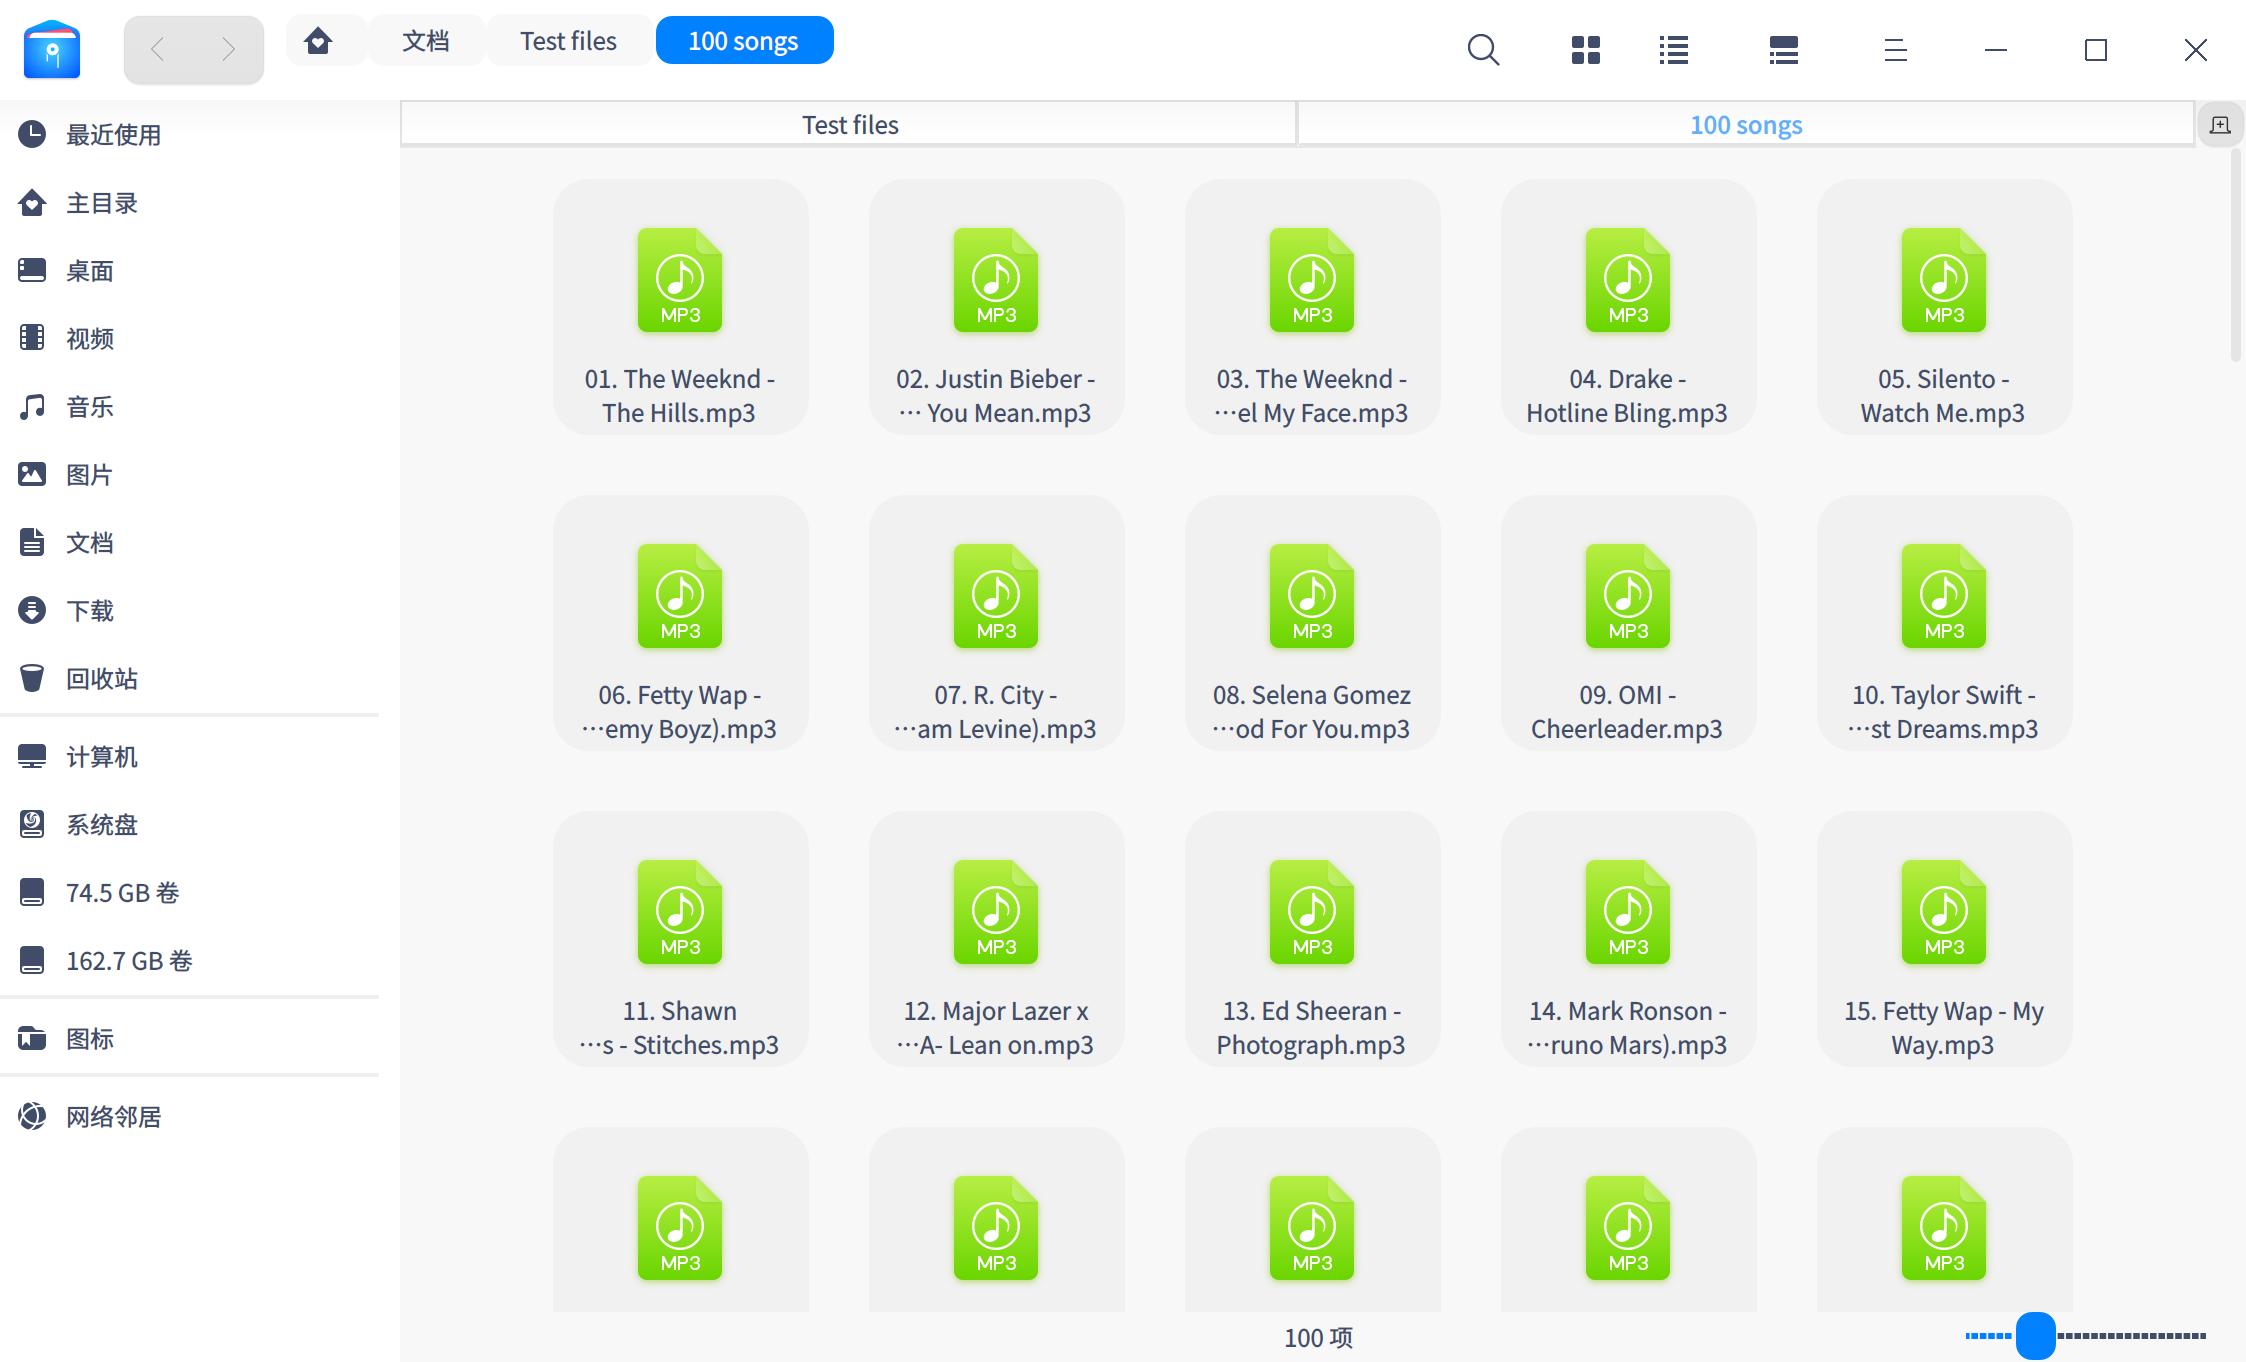 文档
Test files
100 songs
最近使用
主目录
桌面
视频
音乐
图片
文档
下载
回收站
计算机
系统盘
74.5 GB 卷
162.7 GB 卷
图标
网络邻居
Test files
100 songs
MP3
01. The Weeknd -
The Hills.mp3
MP3
02. Justin Bieber -
⋯ You Mean.mp3
MP3
03. The Weeknd -
⋯el My Face.mp3
MP3
04. Drake -
Hotline Bling.mp3
MP3
05. Silento -
Watch Me.mp3
MP3
06. Fetty Wap -
⋯emy Boyz).mp3
MP3
07. R. City -
⋯am Levine).mp3
MP3
08. Selena Gomez
⋯od For You.mp3
MP3
09. OMI -
Cheerleader.mp3
MP3
10. Taylor Swift -
⋯st Dreams.mp3
MP3
11. Shawn
⋯s - Stitches.mp3
MP3
12. Major Lazer x
⋯A- Lean on.mp3
MP3
13. Ed Sheeran -
Photograph.mp3
MP3
14. Mark Ronson -
⋯runo Mars).mp3
MP3
15. Fetty Wap - My
Way.mp3
MP3
MP3
MP3
MP3
MP3
100 项